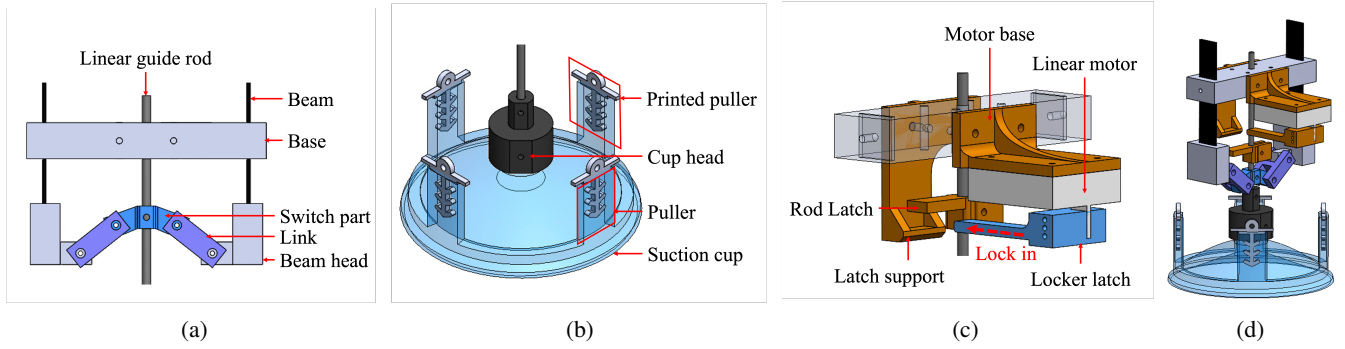 Linear guide rod
Beam
Base
Switch part
Link
Beam head
(a)
Printed puller
Cup head
Puller
Suction cup
(b)
Motor base
Linear motor
Rod Latch
Lock in
Latch support
Locker latch
(c)
(d)